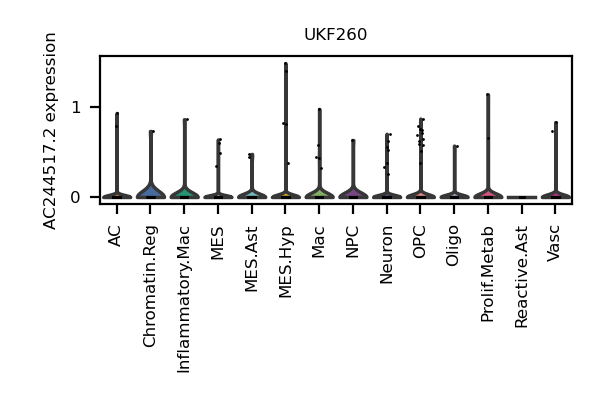 UKF260
AC244517.2 expression
1
0
AC
Chromatin.Reg
Inflammatory.Mac
MES
MES.Ast
MES.Hyp
Mac
NPC
Neuron
OPC
Oligo
Prolif.Metab
Reactive.Ast
Vasc